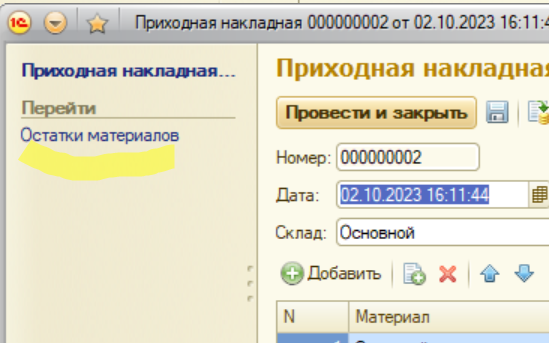 1С Приходная накладная 000000002 от 02.10.2023 16:11:
Приходная накладная...
Перейти
Остатки материалов
Приходная накладная
Провести и закрыть
Номер: 000000002
Дата: 02.10.2023 16:11:44
Склад: Основной
Добавить
N Материал